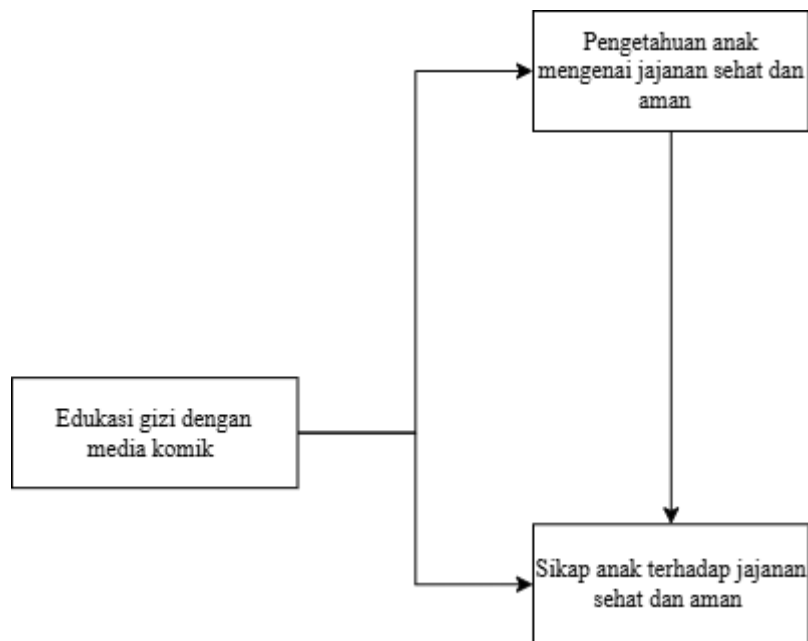 Pengetahuan anak
mengenai jajanan sehat dan
aman
Edukasi gizi dengan
media komik
Sikap anak terhadap jajanan
sehat dan aman